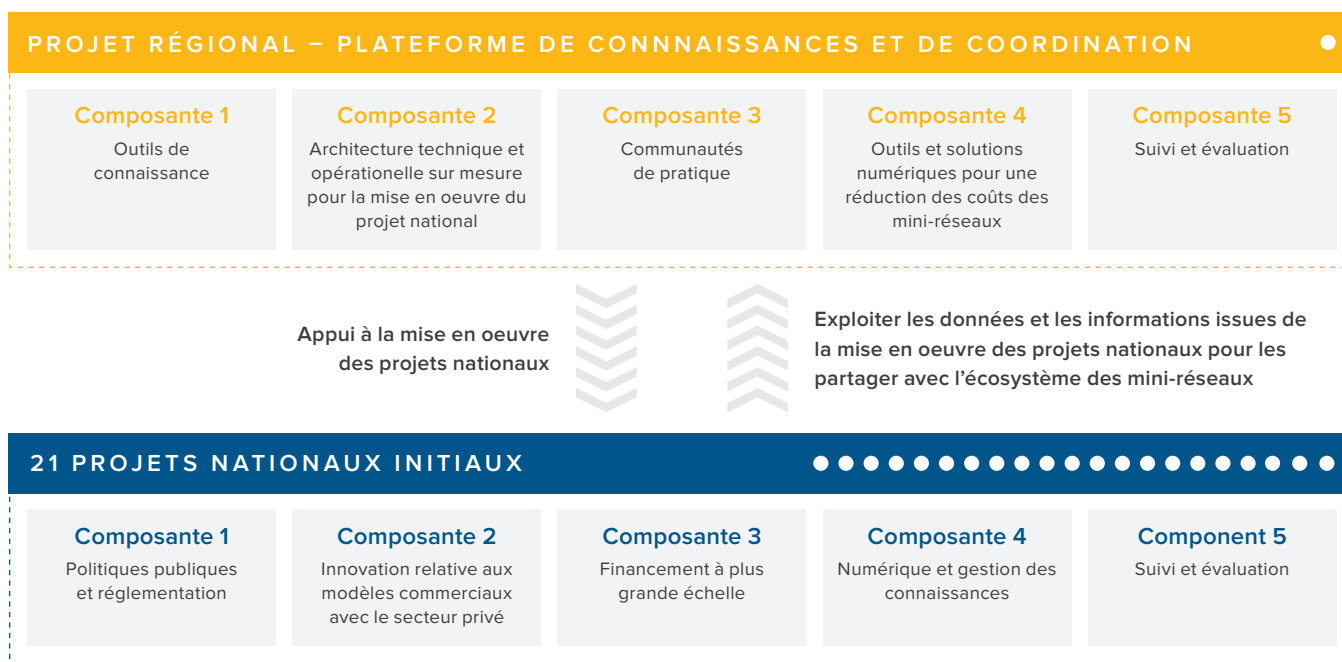 PROJET RÉGIONAL – PLATEFORME DE CONNNAISSANCES ET DE COORDINATION
Composante 1
Outils de
connaissance
Composante 2
Architecture technique et
opérationelle sur mesure
pour la mise en oeuvre du
projet national
Composante 3
Communautés
de pratique
Composante 4
Outils et solutions
numériques pour une
réduction des coûts des
mini-réseaux
Composante 5
Suivi et évaluation
Appui à la mise en oeuvre
des projets nationaux
Exploiter les données et les informations issues de
la mise en oeuvre des projets nationaux pour les
partager avec l’écosystème des mini-réseaux
21 PROJETS NATIONAUX INITIAUX
Composante 1
Politiques publiques
et réglementation
Composante 2
Innovation relative aux
modèles commerciaux
avec le secteur privé
Composante 3
Financement à plus
grande échelle
Composante 4
Numérique et gestion des
connaissances
Component 5
Suivi et évaluation